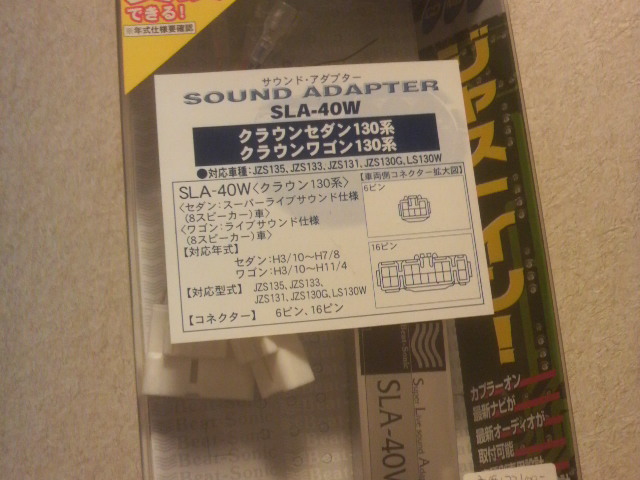 できる!
※年式仕様要確認
サウンド・アダプター
SOUND ADAPTER
SLA-40W
クラウンセダン130系
クラウンワゴン130系
●対応車種:JZS135、JZS133、JZS131、JZS130G、LS130W
SLA-40W〈クラウン130系〉
〈セダン:スーパーライブサウンド仕様
(8スピーカー)車〉
〈ワゴン:ライブサウンド仕様
(8スピーカー)車〉
【対応年式】
セダン:H3/10〜H7/8
ワゴン:H3/10〜H11/4
【対応型式】 JZS135、JZS133、
JZS131、JZS130G、LS130W
【コネクター】 6ピン、16ピン
【車両側コネクター拡大図】
6ピン
16ピン
ジャストイン!
カプラーオン
最新ナビが
最新オーディオが
取付可能
Super Live sound
SLA-40W